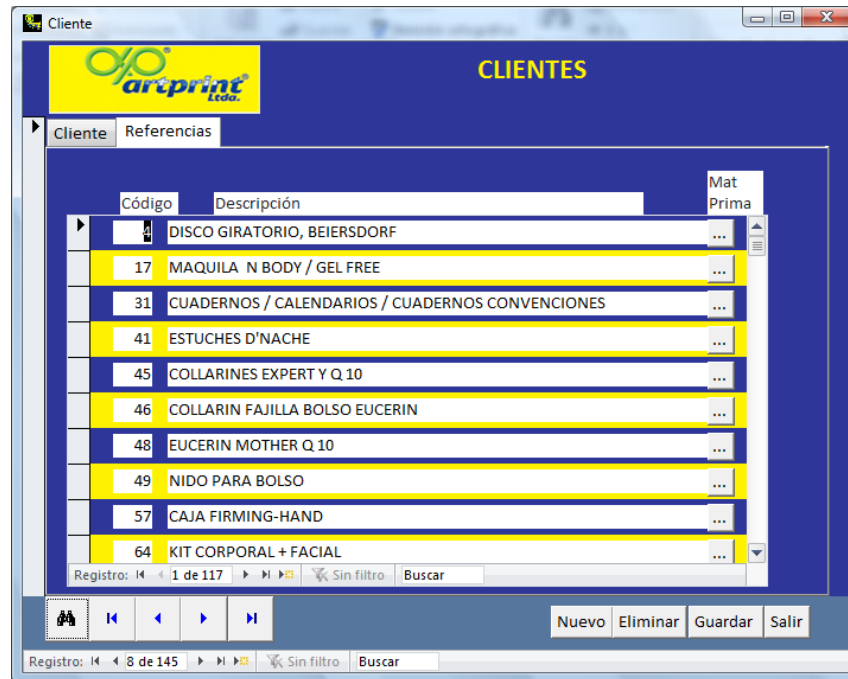 Cliente
artprint®
Ltda.
CLIENTES
Cliente Referencias
Código Descripción Mat Prima
4 DISCO GIRATORIO, BEIERSDORF ...
17 MAQUILA N BODY / GEL FREE ...
31 CUADERNOS / CALENDARIOS / CUADERNOS CONVENCIONES ...
41 ESTUCHES D'NACHE ...
45 COLLARINES EXPERT Y Q 10 ...
46 COLLARIN FAJILLA BOLSO EUCERIN ...
48 EUCERIN MOTHER Q 10 ...
49 NIDO PARA BOLSO ...
57 CAJA FIRMING-HAND ...
64 KIT CORPORAL + FACIAL ...
Registro: 1 de 117 Sin filtro Buscar
Nuevo Eliminar Guardar Salir
Registro: 8 de 145 Sin filtro Buscar